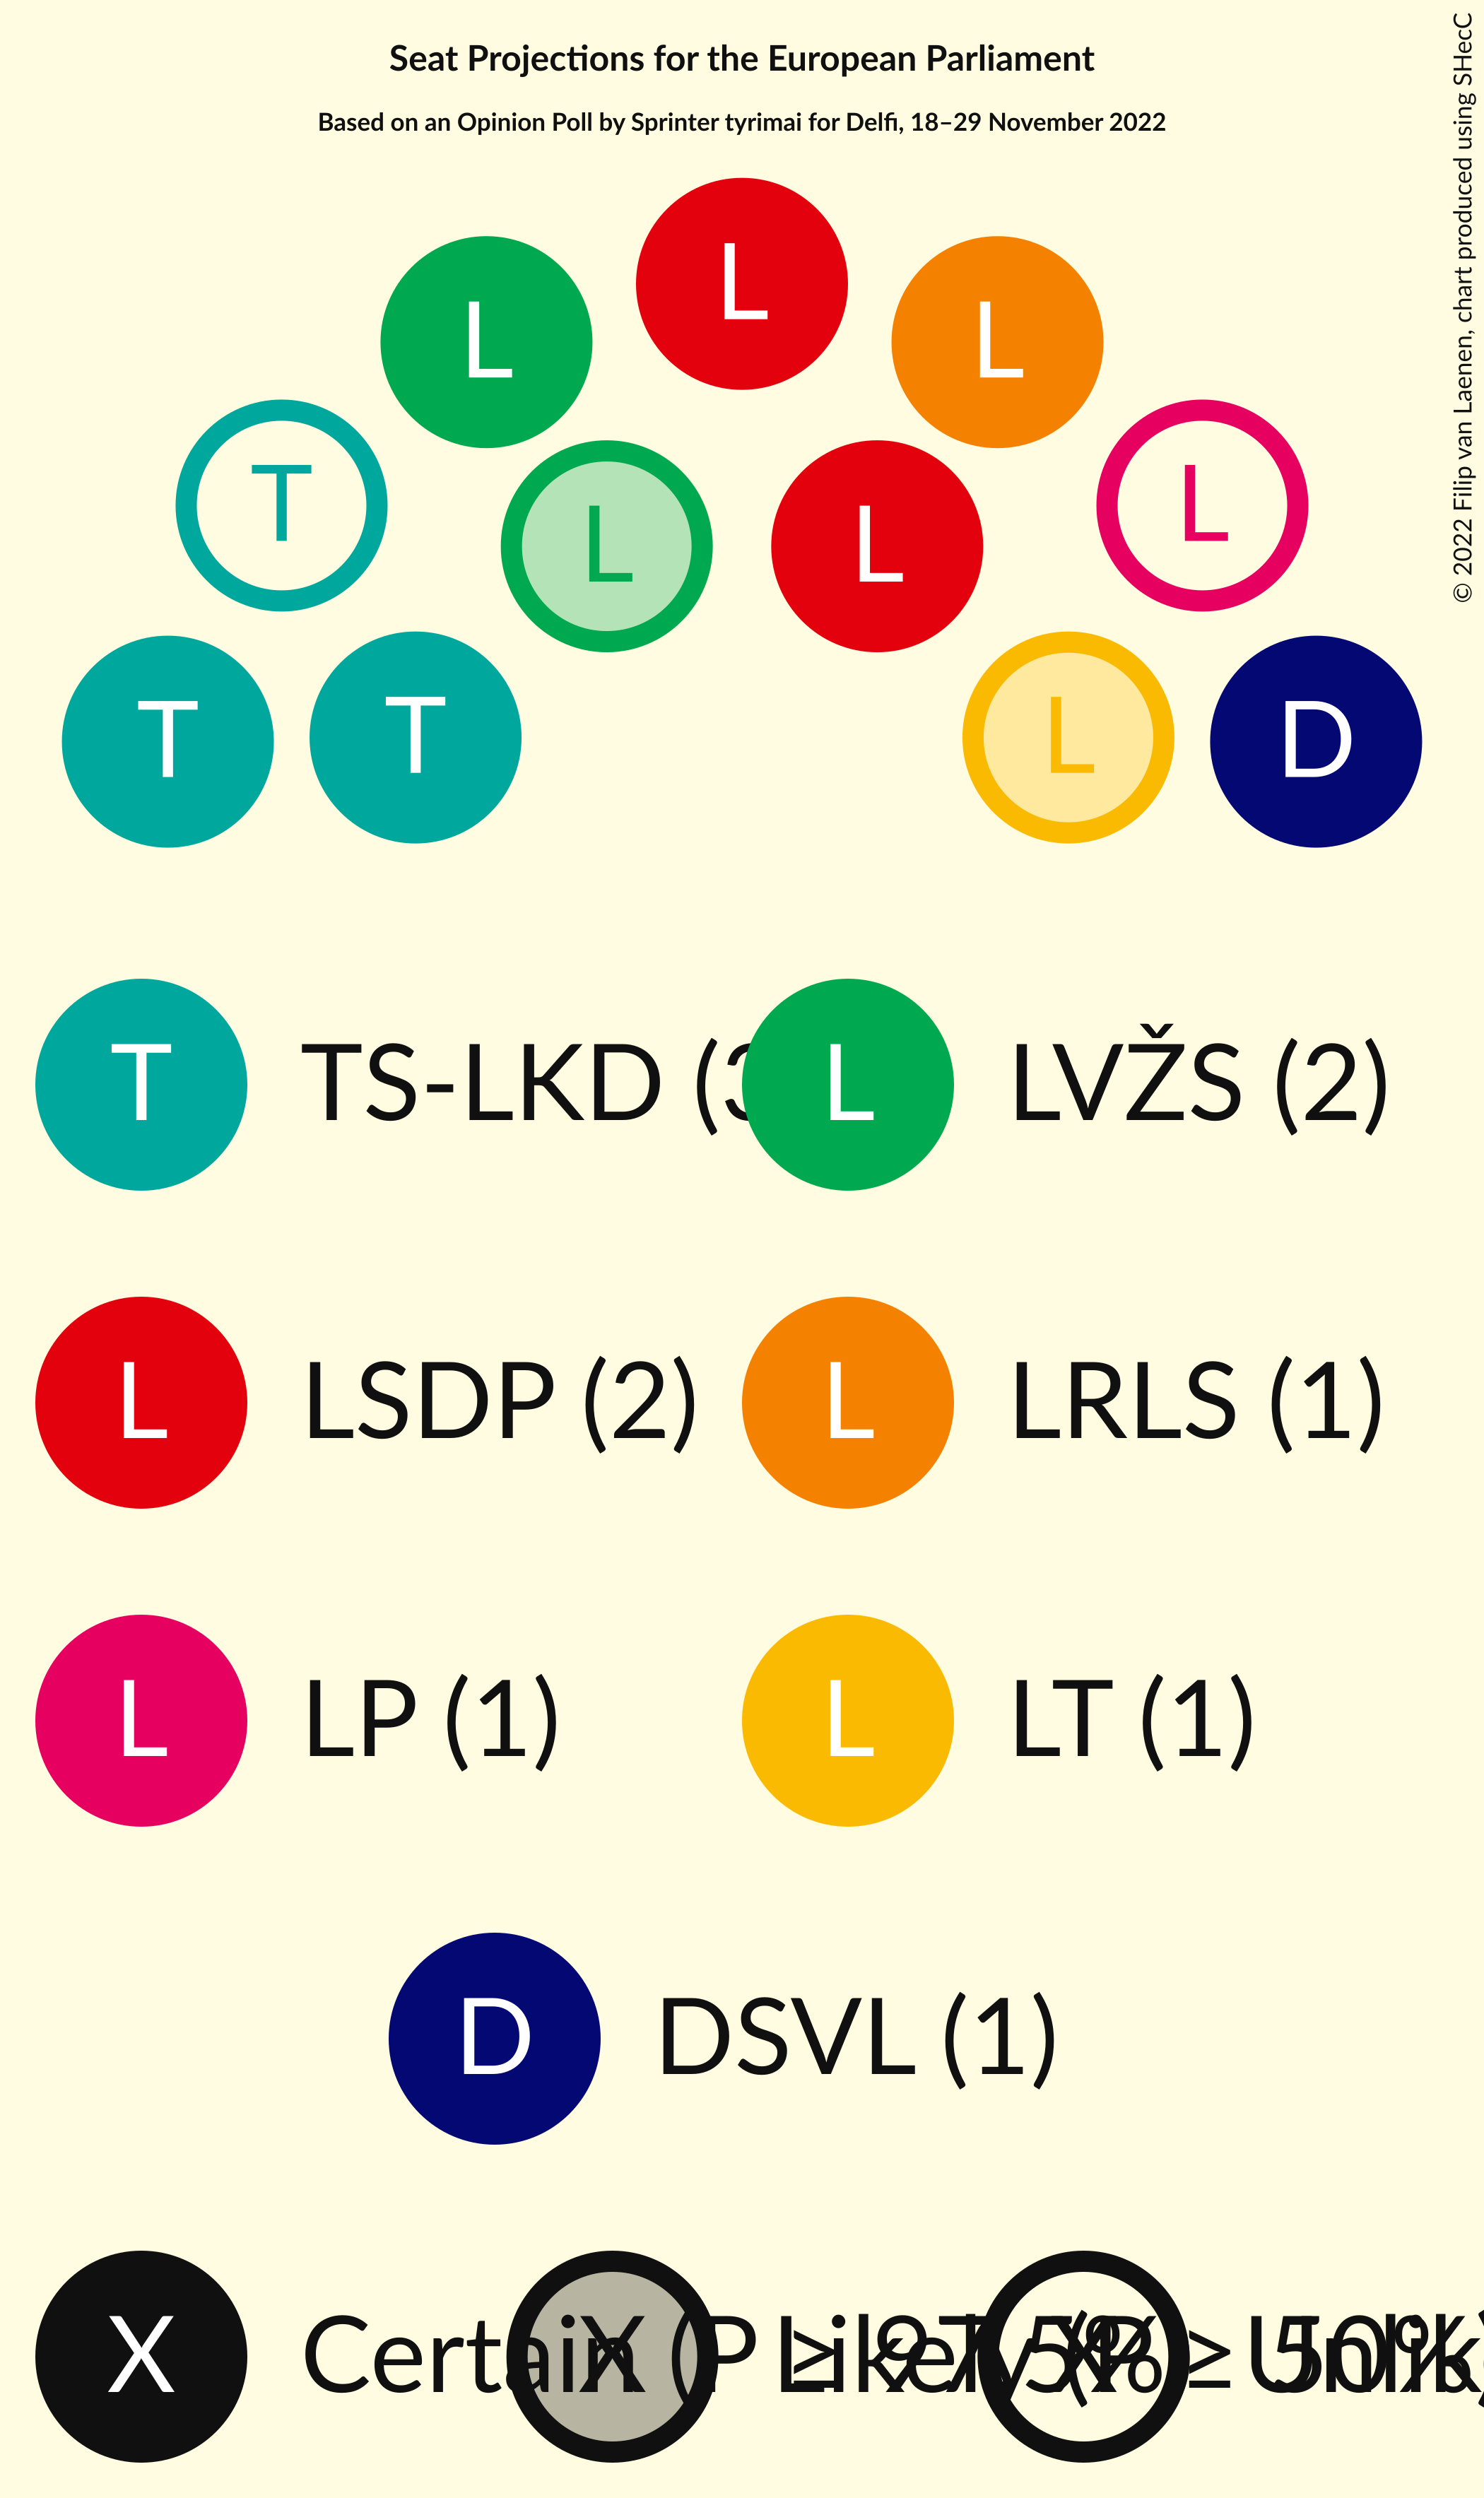 Seat Projections for the European Parliament
Based on an Opinion Poll by Sprinter tyrimai for Delfi, 18–29 November 2022
© 2022 Filip van Laenen, chart produced using SHecC
L
L L
T L L L
T T L D
T TS-LKD (3 L LVŽS (2)
L LSDP (2) L LRLS (1)
L LP (1) L LT (1)
D DSVL (1)
X Certain X X